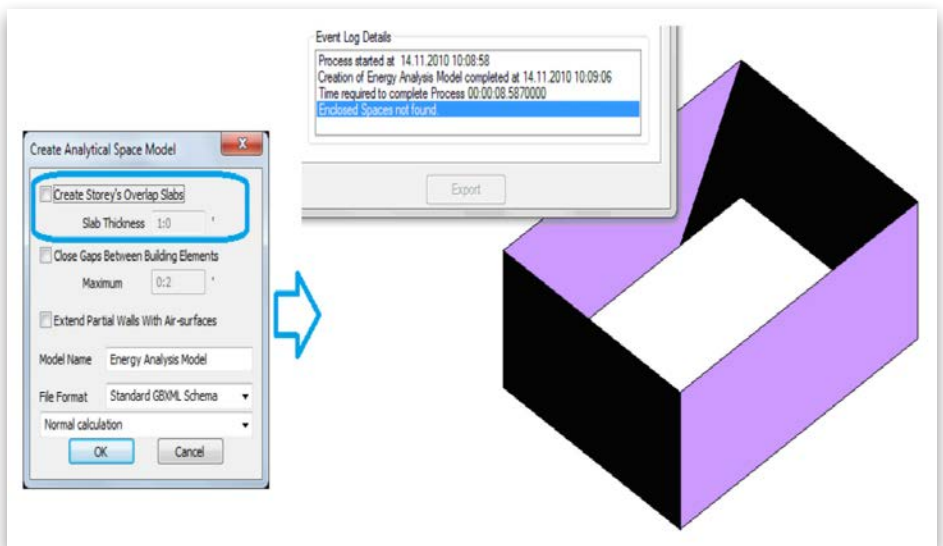 Event Log Details
Process started at 14.11.2010 10:08:58
Creation of Energy Analysis Model completed at 14.11.2010 10:09:06
Time required to complete Process 00:00:08.5870000
Enclosed Spaces not found.
Export
Create Analytical Space Model
Create Storey's Overlap Slabs
Slab Thickness 1:0 '
Close Gaps Between Building Elements
Maximum 0:2 '
Extend Partial Walls With Air-surfaces
Model Name Energy Analysis Model
File Format Standard GBXML Schema
Normal calculation
OK Cancel